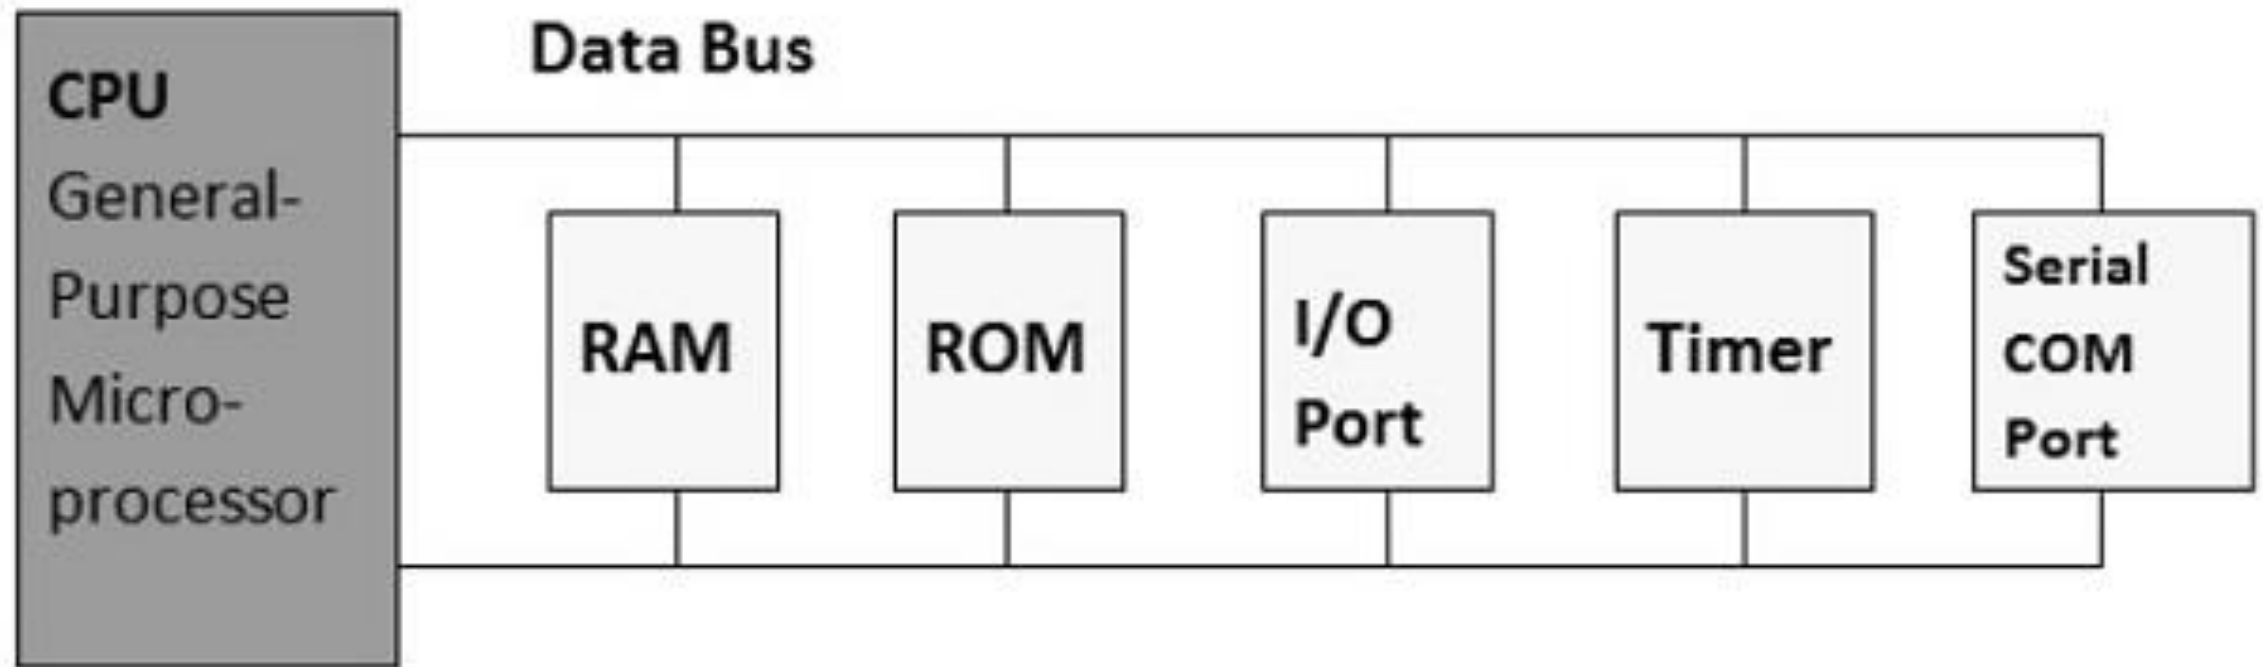 CPU
General-
Purpose
Micro-
processor
Data Bus
RAM
ROM
I/O
Port
Timer
Serial
COM
Port